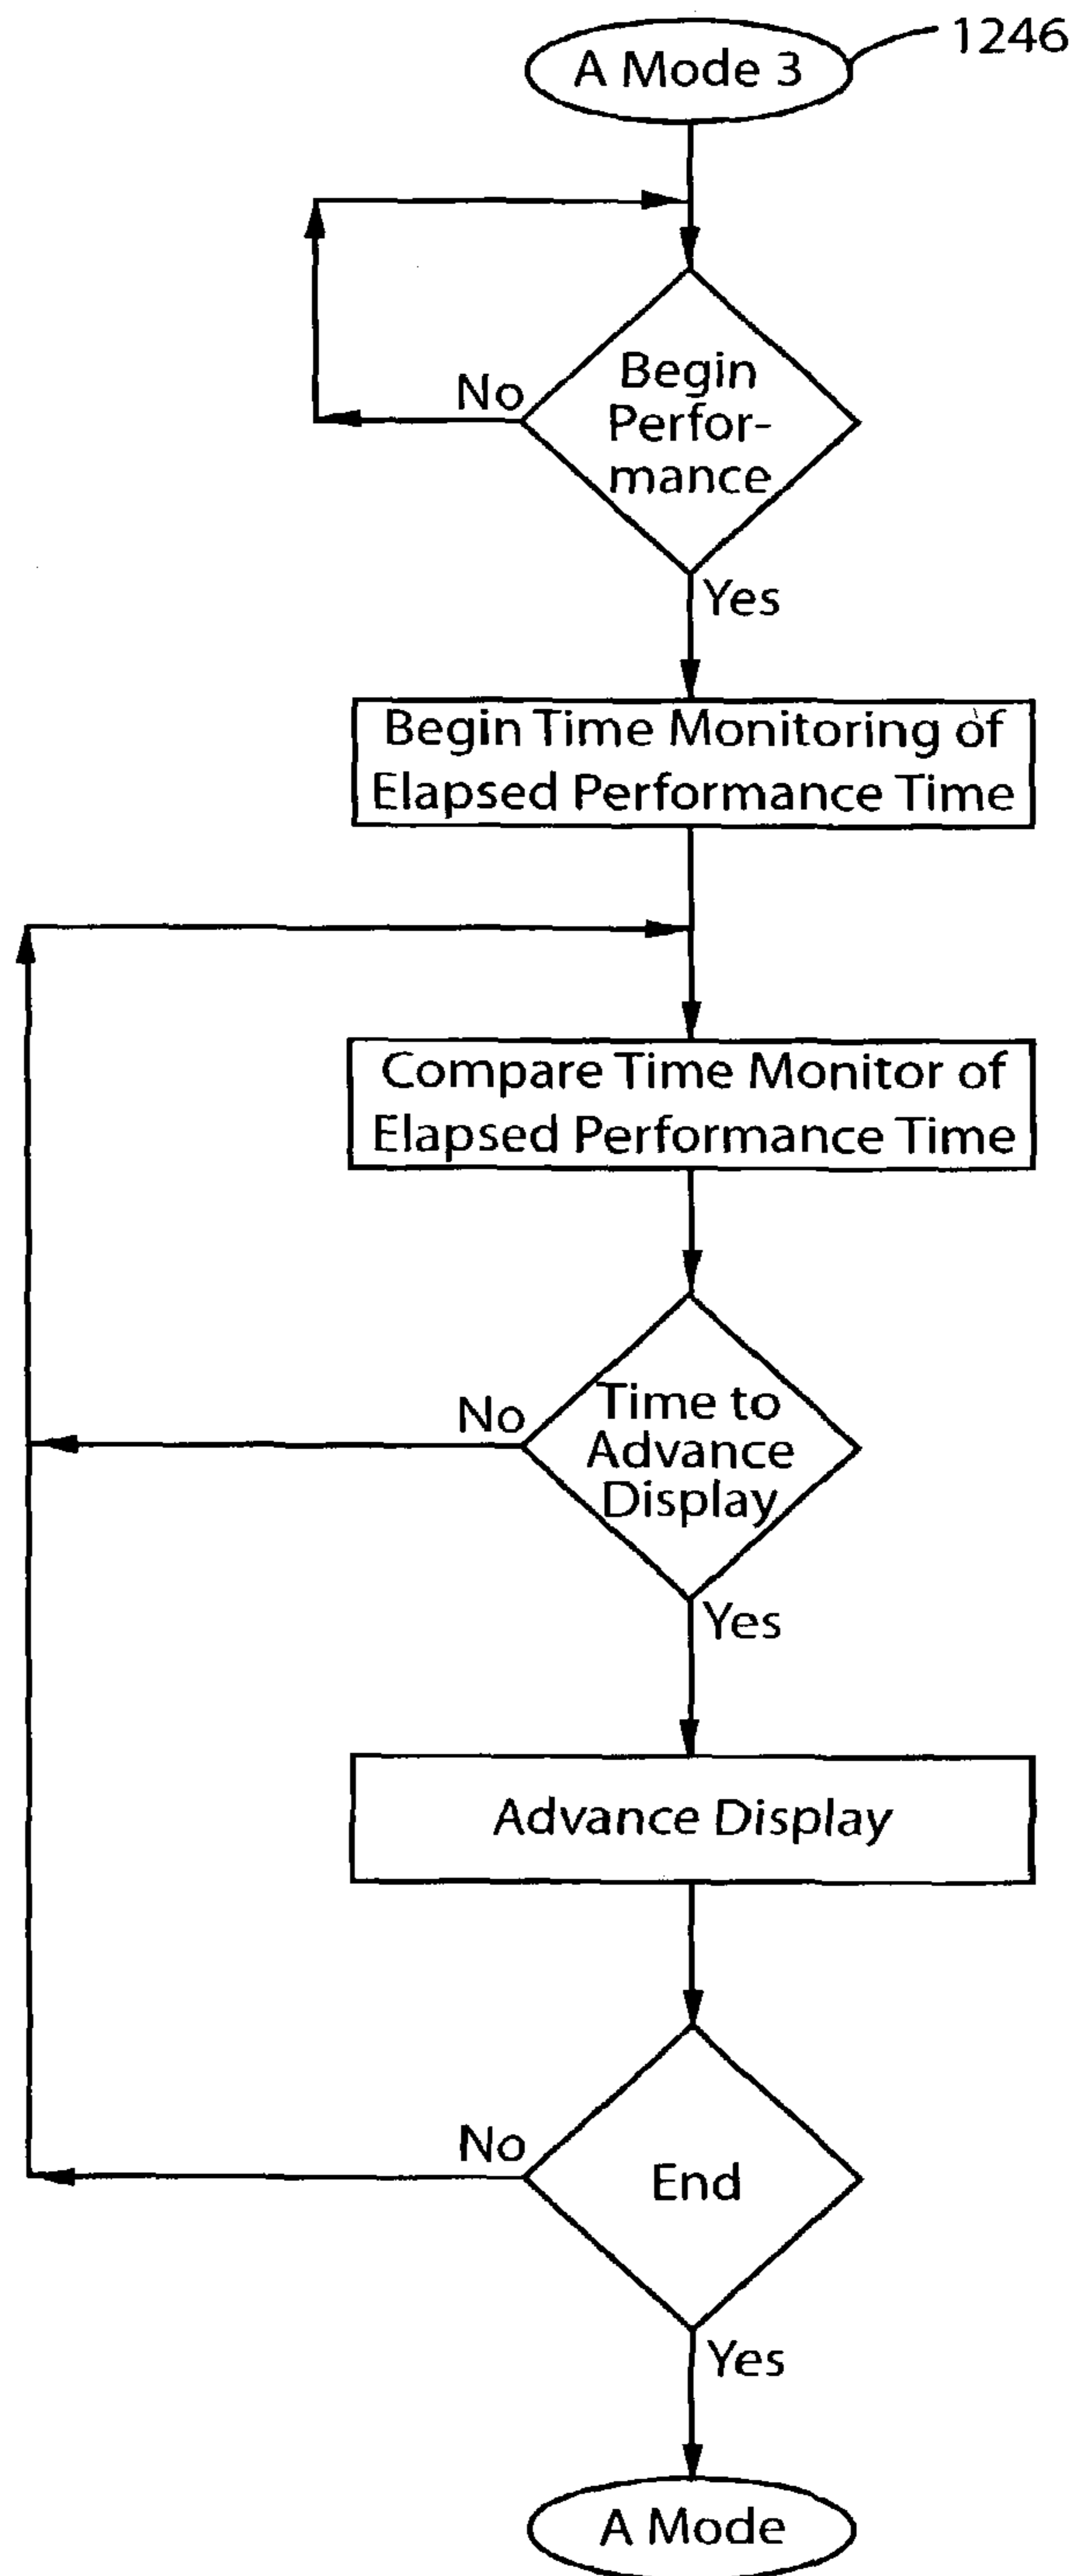 A Mode 3
1246
Begin
Perfor-
mance
No
Yes
Begin Time Monitoring of
Elapsed Performance Time
Compare Time Monitor of
Elapsed Performance Time
Time to
Advance
Display
No
Yes
Advance Display
End
No
Yes
A Mode